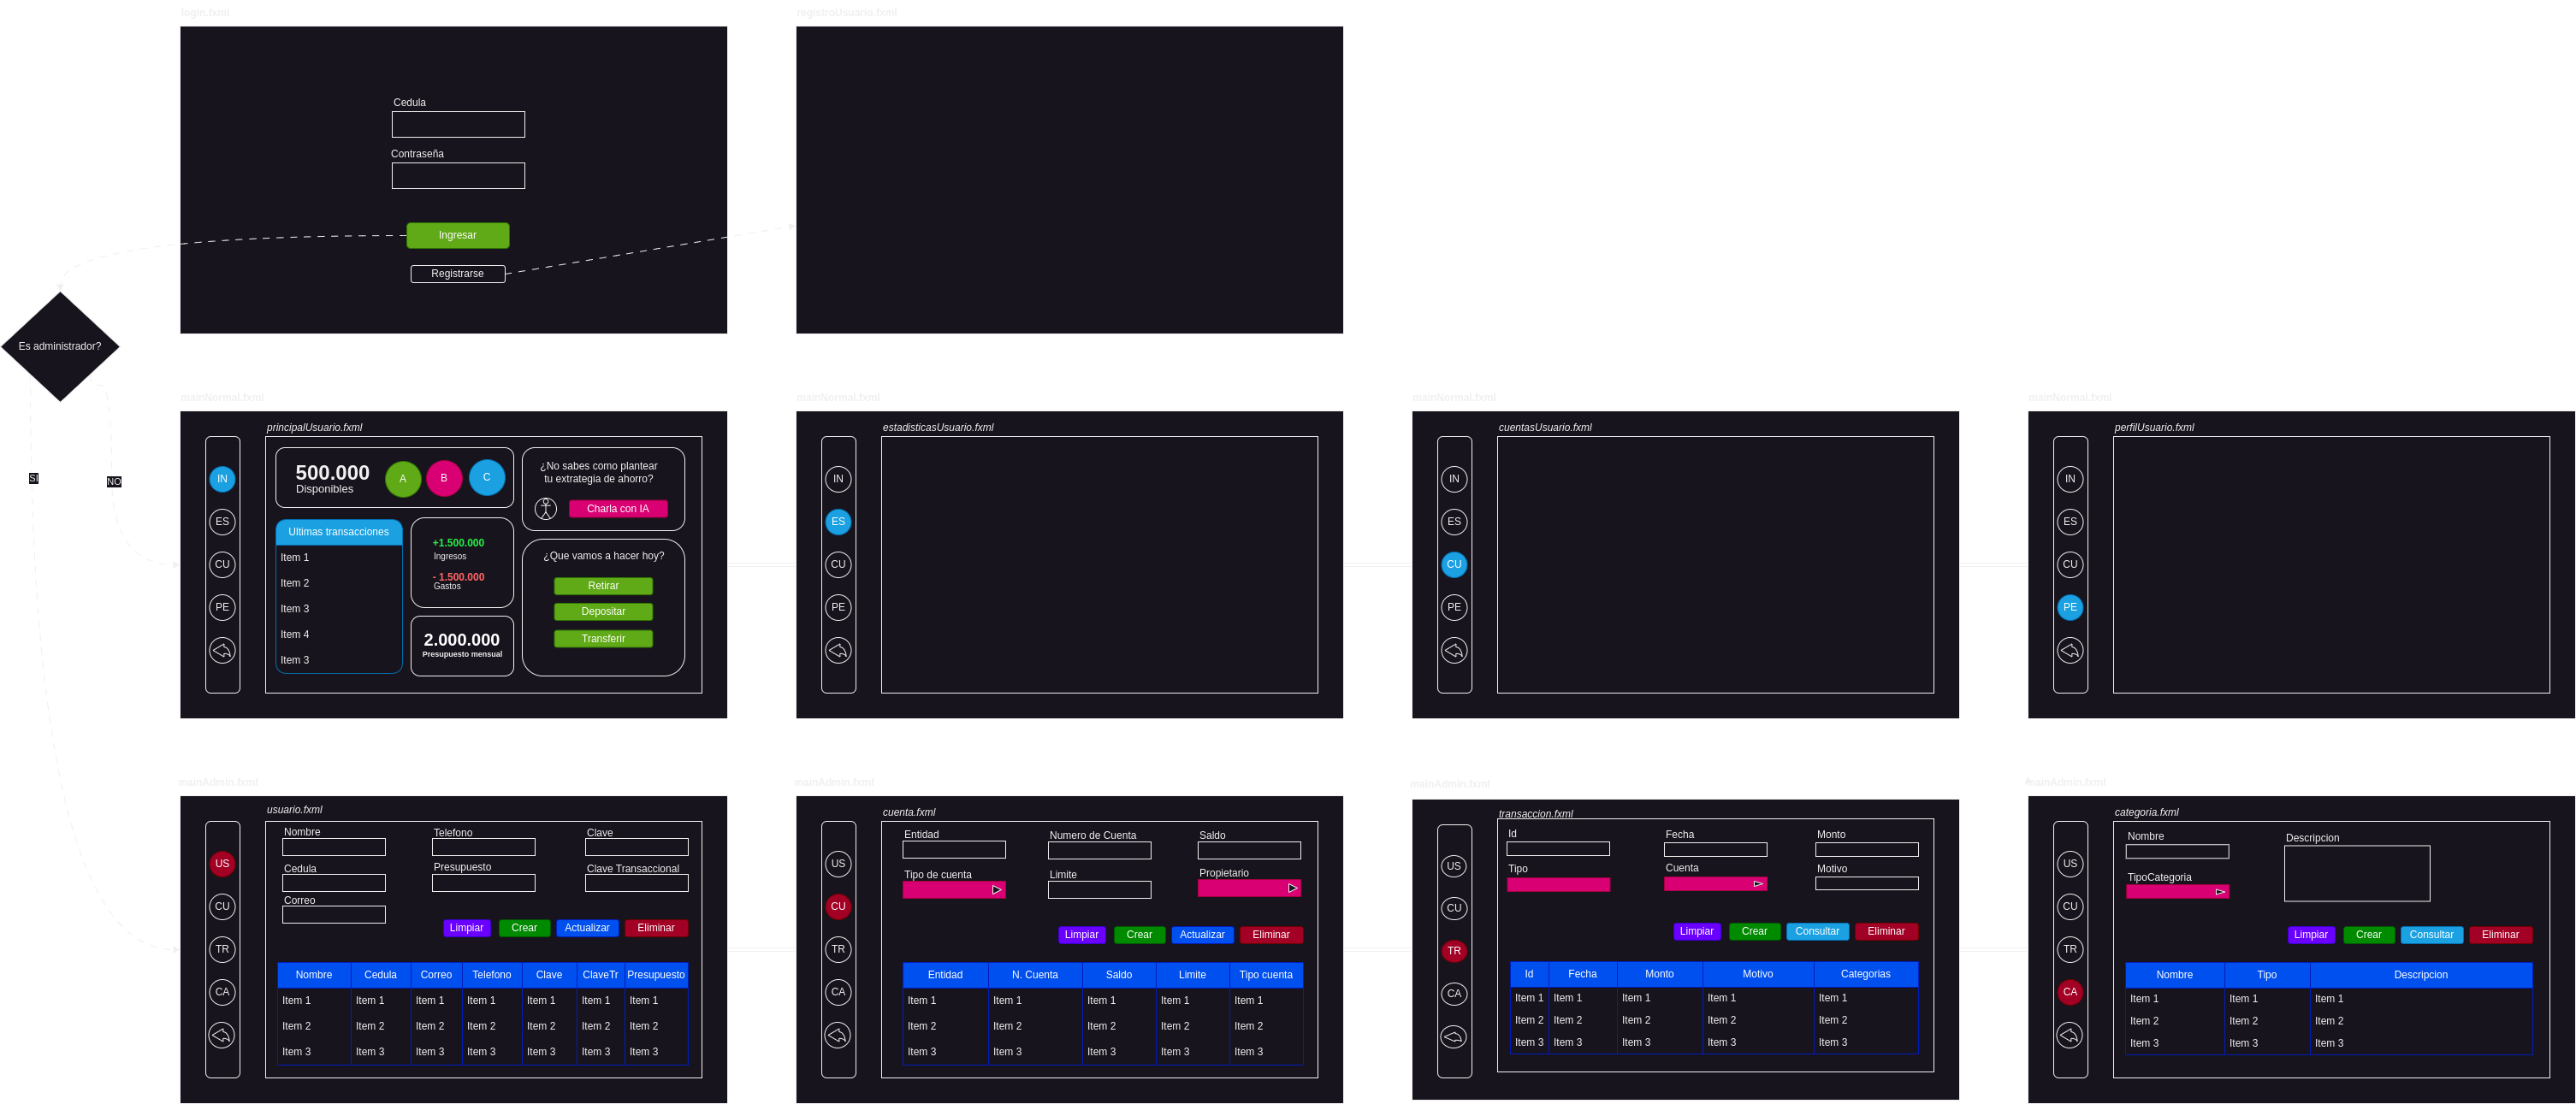 login.fxml
Cedula
Contraseña
Ingresar
Registrarse
registroUsuario.fxml
Es administrador?
SI
NO
mainNormal.fxml
principalUsuario.fxml
IN
ES
CU
PE
500.000
Disponibles
A
B
C
Ultimas transacciones
Item 1
Item 2
Item 3
Item 4
Item 3
+1.500.000
Ingresos
- 1.500.000
Gastos
2.000.000
Presupuesto mensual
¿No sabes como plantear
tu extrategia de ahorro?
Charla con IA
¿Que vamos a hacer hoy?
Retirar
Depositar
Transferir
mainNormal.fxml
estadisticasUsuario.fxml
IN
ES
CU
PE
mainNormal.fxml
cuentasUsuario.fxml
IN
ES
CU
PE
mainNormal.fxml
perfilUsuario.fxml
IN
ES
CU
PE
mainAdmin.fxml
usuario.fxml
US
CU
TR
CA
Nombre
Telefono
Clave
Cedula
Presupuesto
Clave Transaccional
Correo
Limpiar
Crear
Actualizar
Eliminar
Nombre Cedula Correo Telefono Clave ClaveTr Presupuesto
Item 1 Item 1 Item 1 Item 1 Item 1 Item 1 Item 1
Item 2 Item 2 Item 2 Item 2 Item 2 Item 2 Item 2
Item 3 Item 3 Item 3 Item 3 Item 3 Item 3 Item 3
mainAdmin.fxml
cuenta.fxml
US
CU
TR
CA
Entidad
Numero de Cuenta
Saldo
Tipo de cuenta
Limite
Propietario
Limpiar
Crear
Actualizar
Eliminar
Entidad N. Cuenta Saldo Limite Tipo cuenta
Item 1 Item 1 Item 1 Item 1 Item 1
Item 2 Item 2 Item 2 Item 2 Item 2
Item 3 Item 3 Item 3 Item 3 Item 3
mainAdmin.fxml
transaccion.fxml
US
CU
TR
CA
Id
Fecha
Monto
Tipo
Cuenta
Motivo
Limpiar
Crear
Consultar
Eliminar
Id Fecha Monto Motivo Categorias
Item 1 Item 1 Item 1 Item 1 Item 1
Item 2 Item 2 Item 2 Item 2 Item 2
Item 3 Item 3 Item 3 Item 3 Item 3
mainAdmin.fxml
categoria.fxml
US
CU
TR
CA
Nombre
Descripcion
TipoCategoria
Limpiar
Crear
Consultar
Eliminar
Nombre Tipo Descripcion
Item 1 Item 1 Item 1
Item 2 Item 2 Item 2
Item 3 Item 3 Item 3